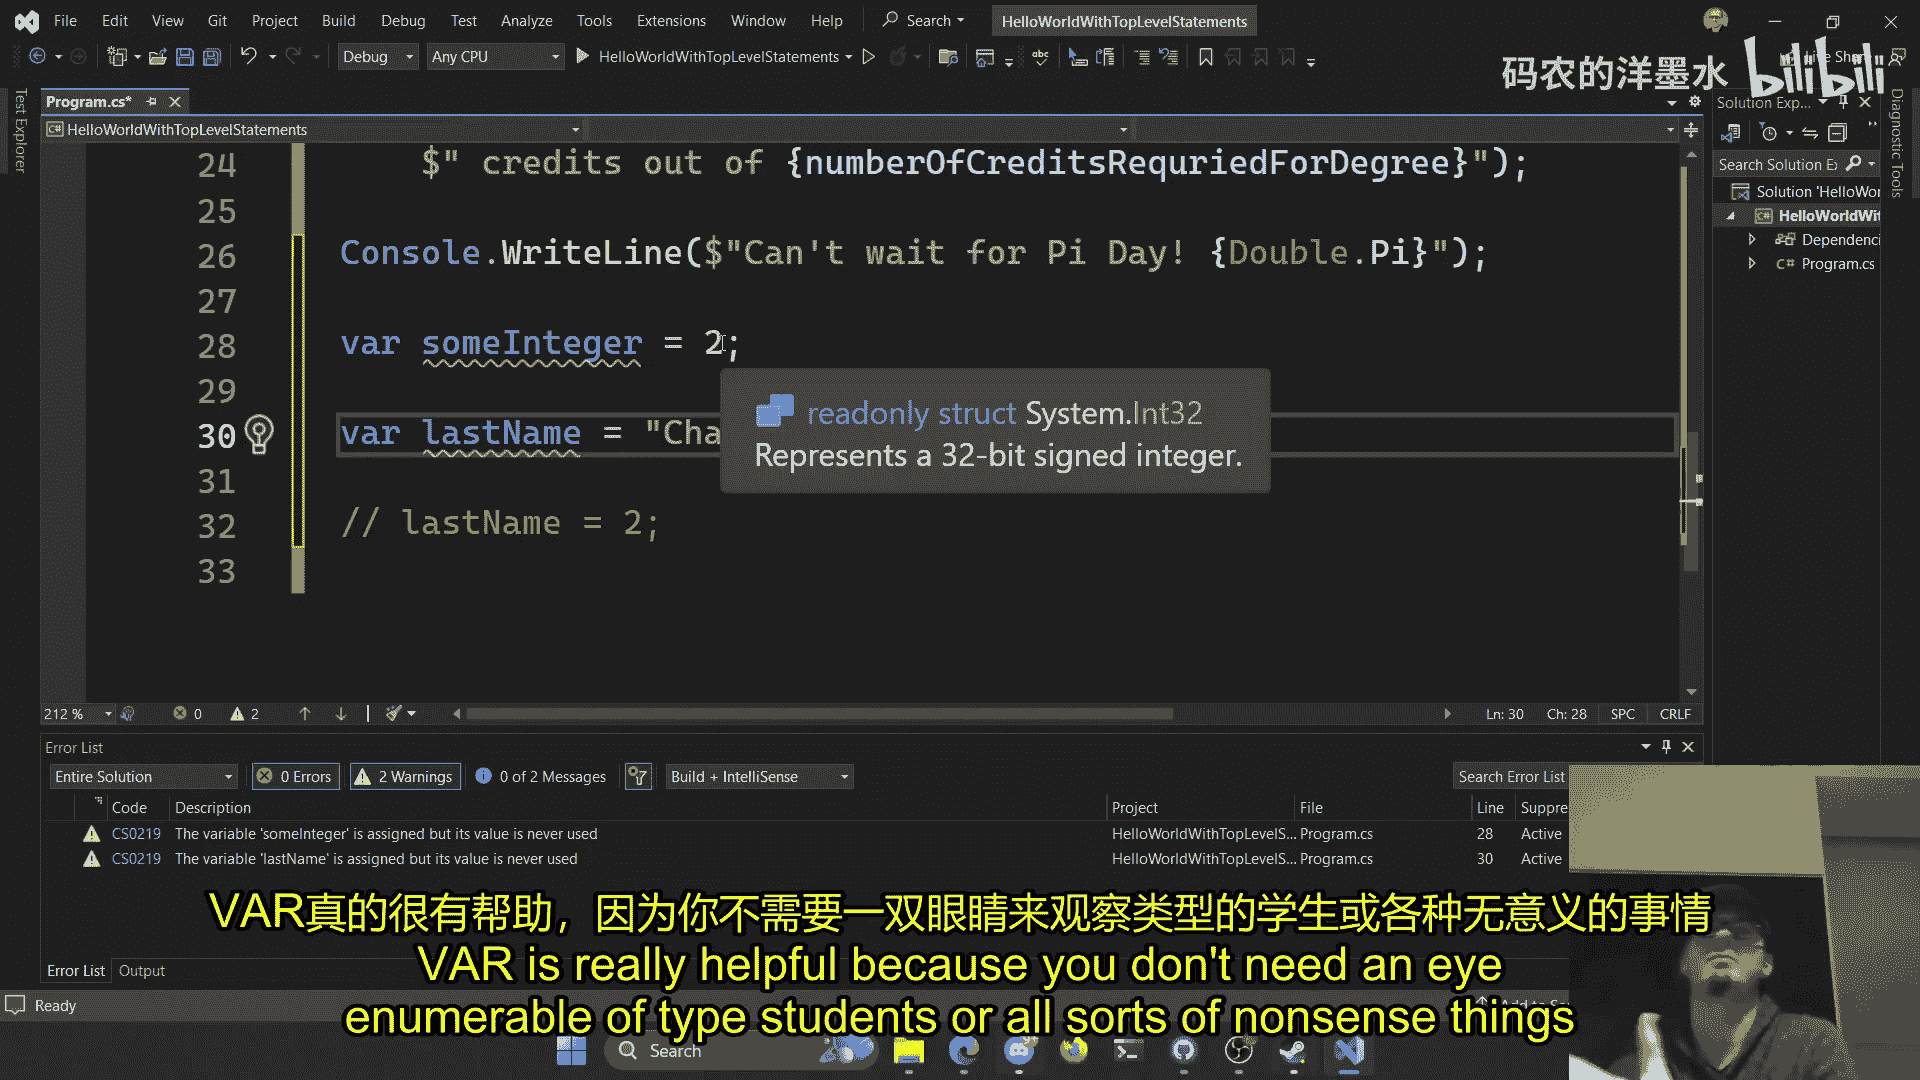 File Edit View Git Project Build Debug Test Analyze Tools Extensions Window Help Search HelloWorldWithTopLevelStatements
Debug Any CPU HelloWorldWithTopLevelStatements
码农的洋墨水 bilibili
Test Explorer
Program.cs*
Solution Exp...
Diagnostic Tools
C# HelloWorldWithTopLevelStatements
Search Solution E
Solution 'HelloWor
C# HelloWorldWit
Dependenci
C# Program.cs
24 $" credits out of {numberOfCreditsRequriedForDegree}");
25
26 Console.WriteLine($"Can't wait for Pi Day! {Double.Pi}");
27
28 var someInteger = 2;
29
30 var lastName = "Cha
readonly struct System.Int32
Represents a 32-bit signed integer.
31
32 // lastName = 2;
33
212 % 0 2 Ln: 30 Ch: 28 SPC CRLF
Error List
Entire Solution 0 Errors 2 Warnings 0 of 2 Messages Build + IntelliSense Search Error List
Code Description Project File Line Suppre
CS0219 The variable 'someInteger' is assigned but its value is never used HelloWorldWithTopLevelS... Program.cs 28 Active
CS0219 The variable 'lastName' is assigned but its value is never used HelloWorldWithTopLevelS... Program.cs 30 Active
VAR真的很有帮助，因为你不需要一双眼睛来观察类型的学生或各种无意义的事情
VAR is really helpful because you don't need an eye
enumerable of type students or all sorts of nonsense things
Error List Output
Ready
Search